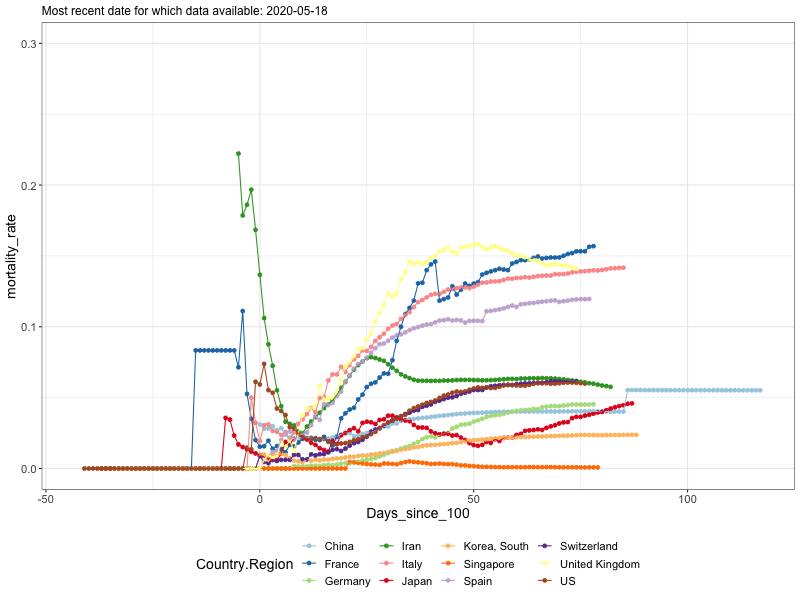 Most recent date for which data available: 2020-05-18
0.3
0.2
0.1
0.0
mortality_rate
-50
0
50
100
Days_since_100
Country.Region
China
Iran
Korea, South
Switzerland
France
Italy
Singapore
United Kingdom
Germany
Japan
Spain
US